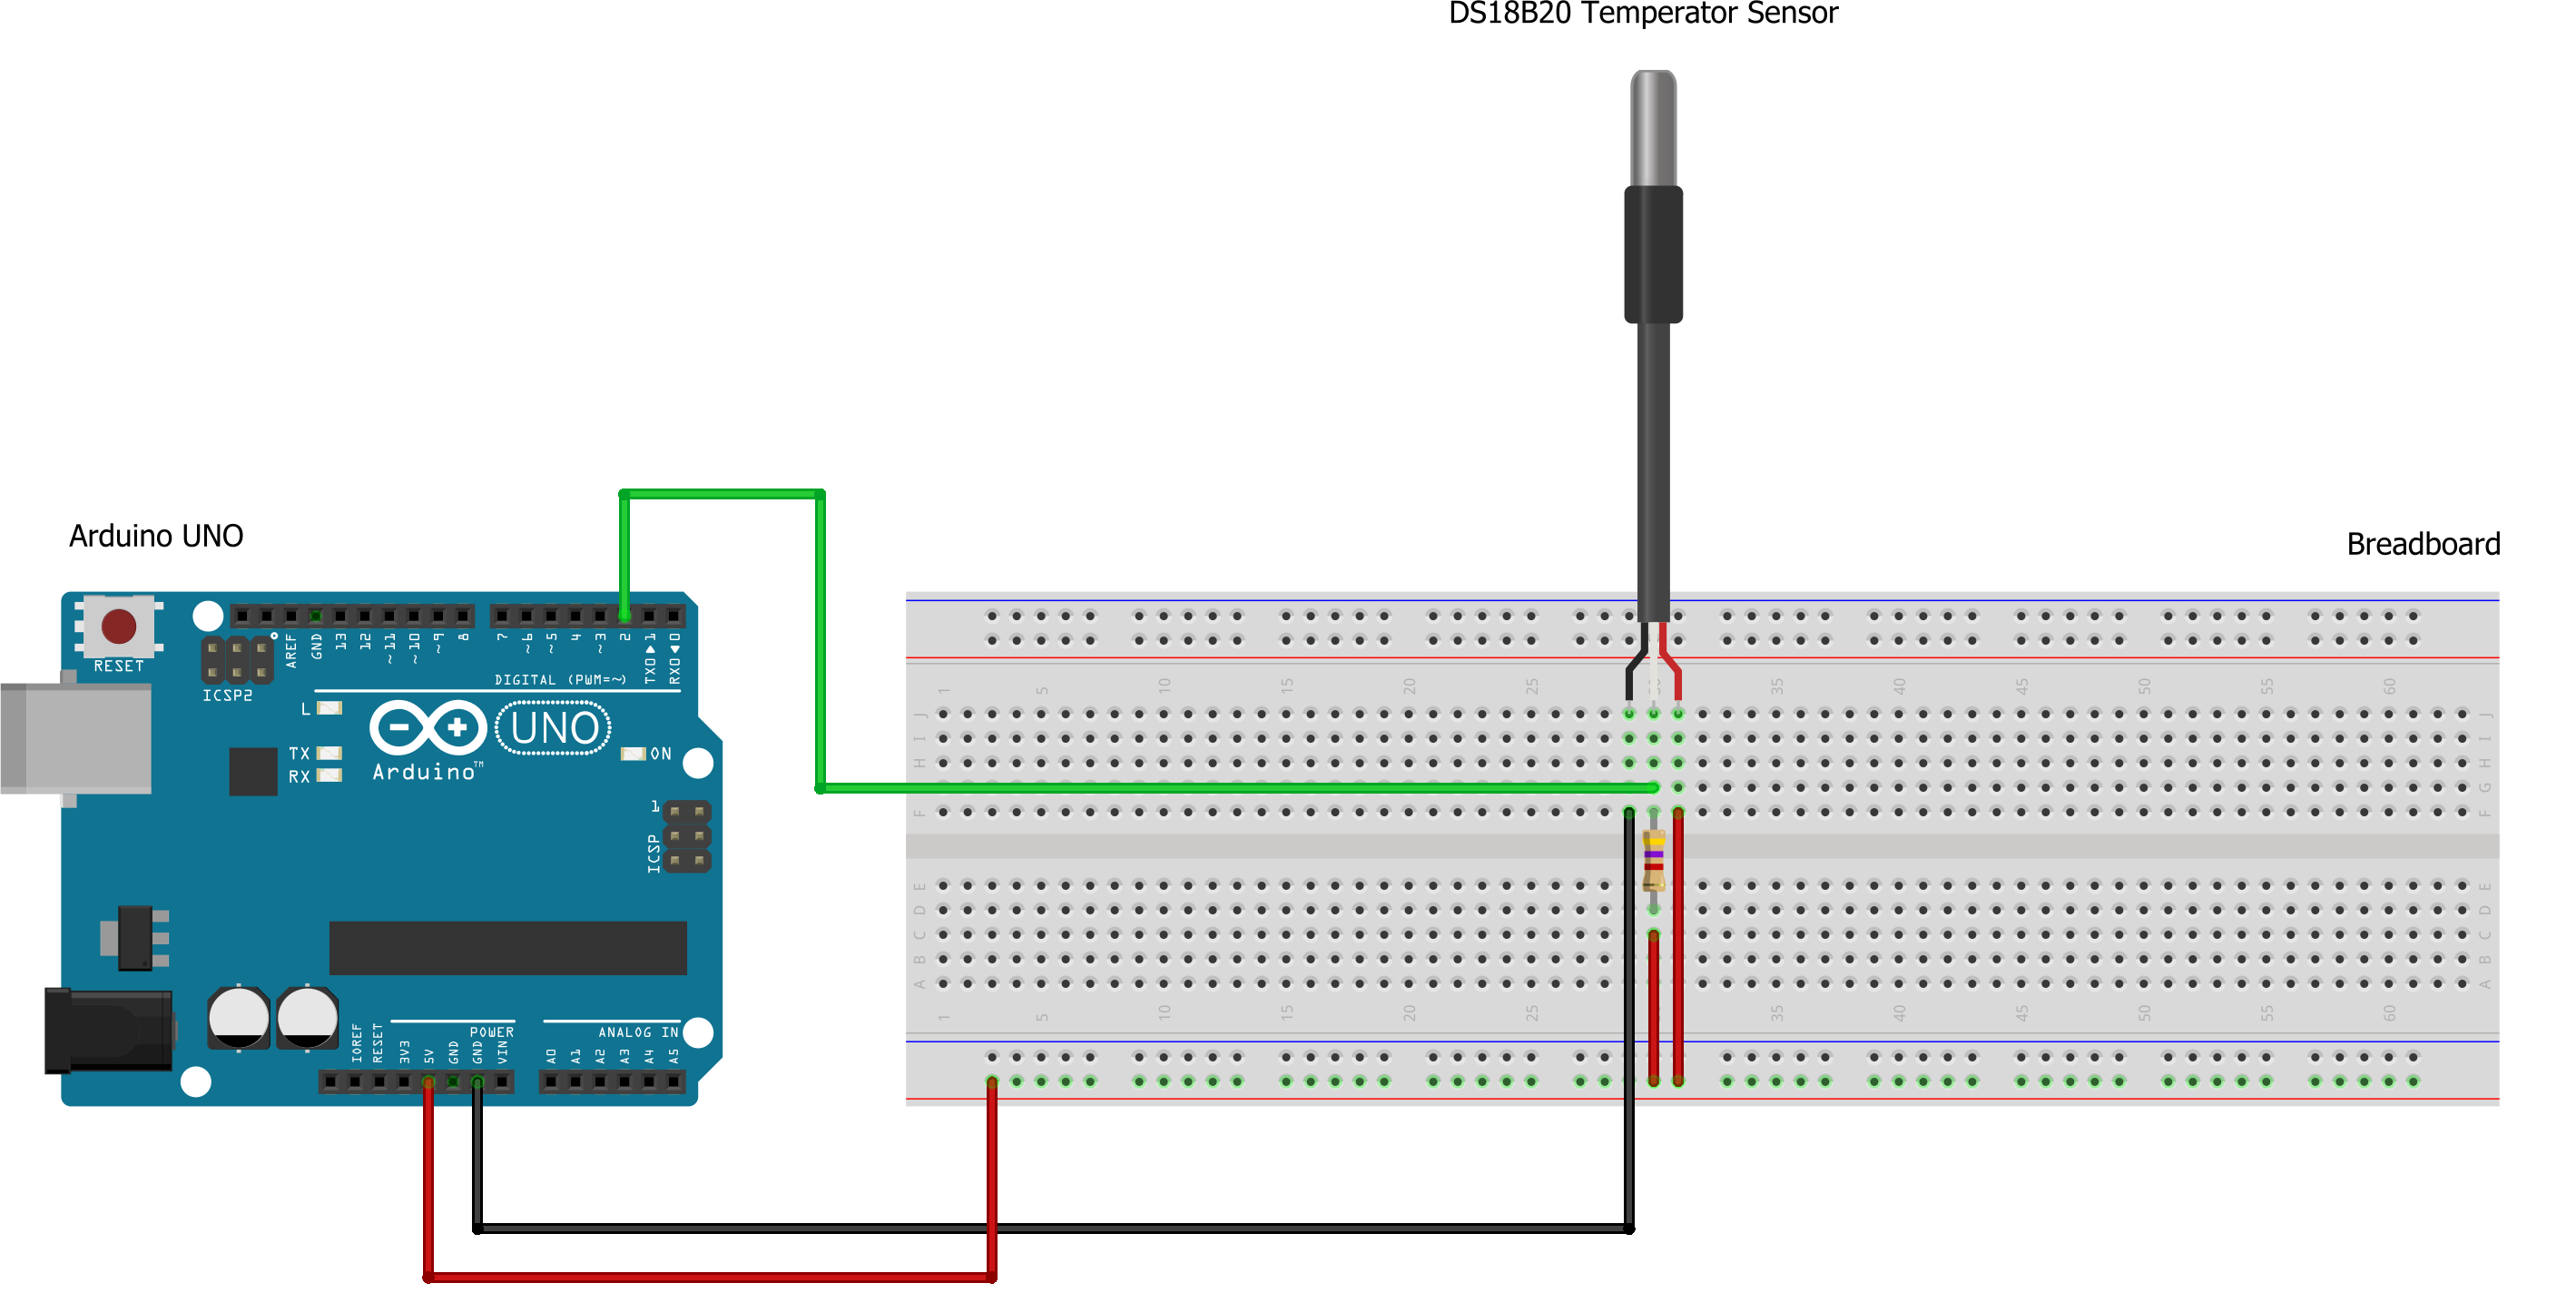 DS18B20 Temperator Sensor
Arduino UNO
Breadboard
RESET
ICSP2
AREF
GND
13
12
~11
~10
~9
8
7
~6
~5
4
~3
2
TX0▶1
RX0◀0
DIGITAL (PWM=~)
L
TX
RX
UNO
Arduino™
ON
1
ICSP
IOREF
RESET
3V3
5V
GND
GND
VIN
POWER
ANALOG IN
A0
A1
A2
A3
A4
A5
1 5 10 15 20 25 30 35 40 45 50 55 60
J J
I I
H H
G G
F F
E E
D D
C C
B B
A A
1 5 10 15 20 25 35 40 45 50 55 60